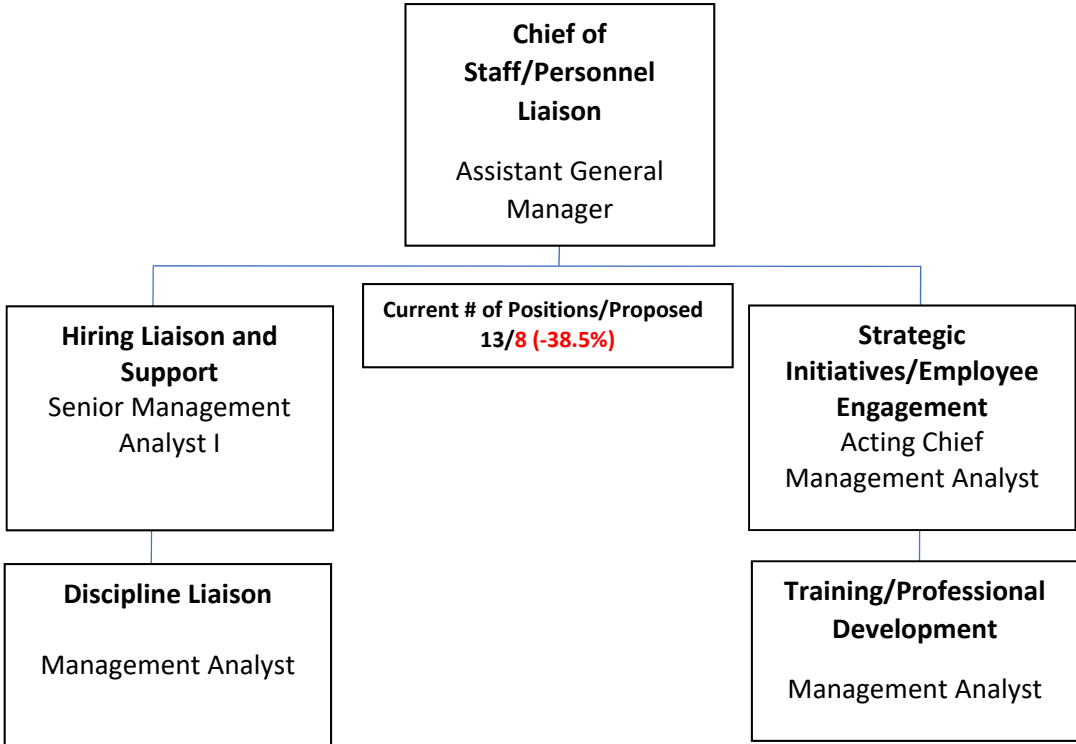 Chief of
Staff/Personnel
Liaison
Assistant General
Manager
Current # of Positions/Proposed
13/8 (-38.5%)
Hiring Liaison and
Support
Senior Management
Analyst I
Strategic
Initiatives/Employee
Engagement
Acting Chief
Management Analyst
Discipline Liaison
Management Analyst
Training/Professional
Development
Management Analyst